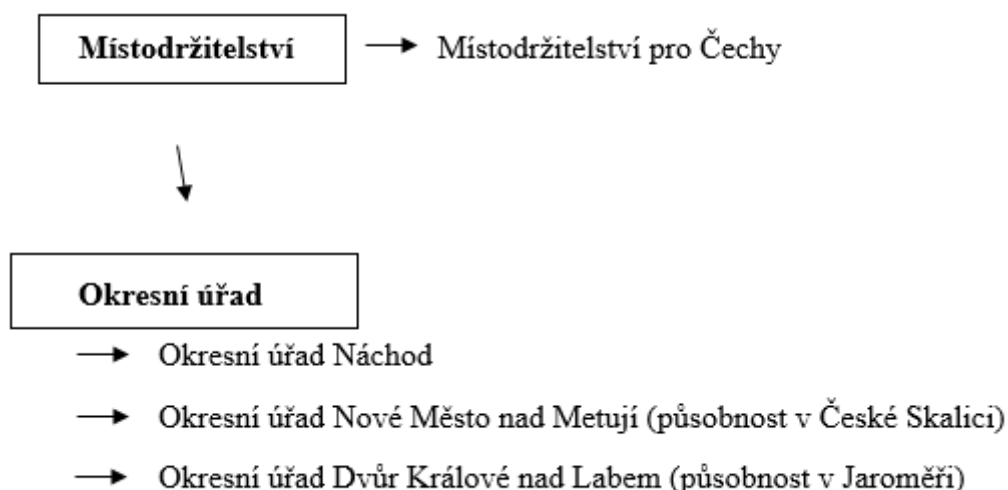 Místodržitelství Místodržitelství pro Čechy
Okresní úřad
Okresní úřad Náchod
Okresní úřad Nové Město nad Metují (působnost v České Skalici)
Okresní úřad Dvůr Králové nad Labem (působnost v Jaroměři)